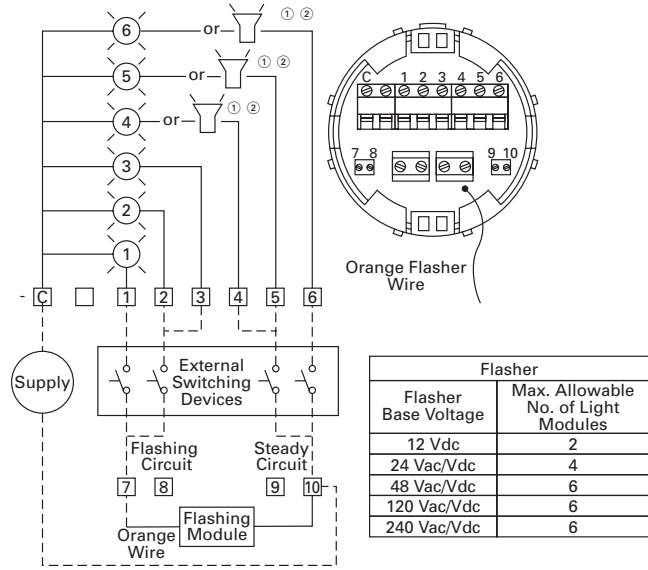 6 or ① ②
5 or ① ②
4 or ① ②
3
2
1
- C 1 2 3 4 5 6
Supply
External
Switching
Devices
Flashing
Circuit
Steady
Circuit
7 8 9 10
Orange
Wire
Flashing
Module
C 1 2 3 4 5 6
7 8 9 10
Orange Flasher
Wire
Flasher
Flasher
Base Voltage
Max. Allowable
No. of Light
Modules
12 Vdc 2
24 Vac/Vdc 4
48 Vac/Vdc 6
120 Vac/Vdc 6
240 Vac/Vdc 6